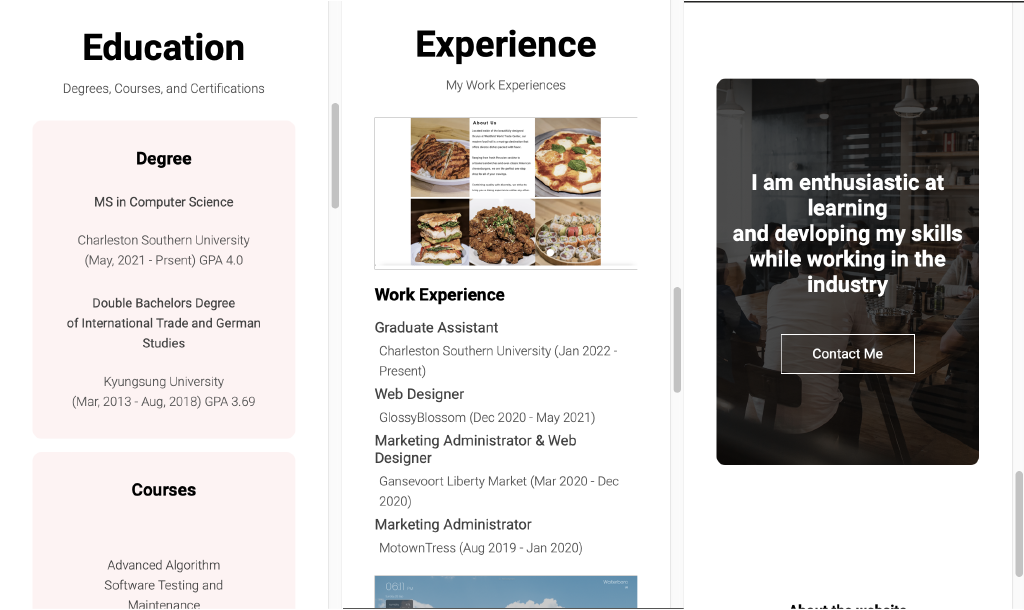 Education
Degrees, Courses, and Certifications
Degree
MS in Computer Science
Charleston Southern University
(May, 2021 - Prsent) GPA 4.0
Double Bachelors Degree
of International Trade and German
Studies
Kyungsung University
(Mar, 2013 - Aug, 2018) GPA 3.69
Courses
Advanced Algorithm
Software Testing and
Maintenance
Experience
My Work Experiences
About Us
Work Experience
Graduate Assistant
Charleston Southern University (Jan 2022 -
Present)
Web Designer
GlossyBlossom (Dec 2020 - May 2021)
Marketing Administrator & Web
Designer
Gansevoort Liberty Market (Mar 2020 - Dec
2020)
Marketing Administrator
MotownTress (Aug 2019 - Jan 2020)
06:11 PM
I am enthusiastic at
learning
and devloping my skills
while working in the
industry
Contact Me
About the website